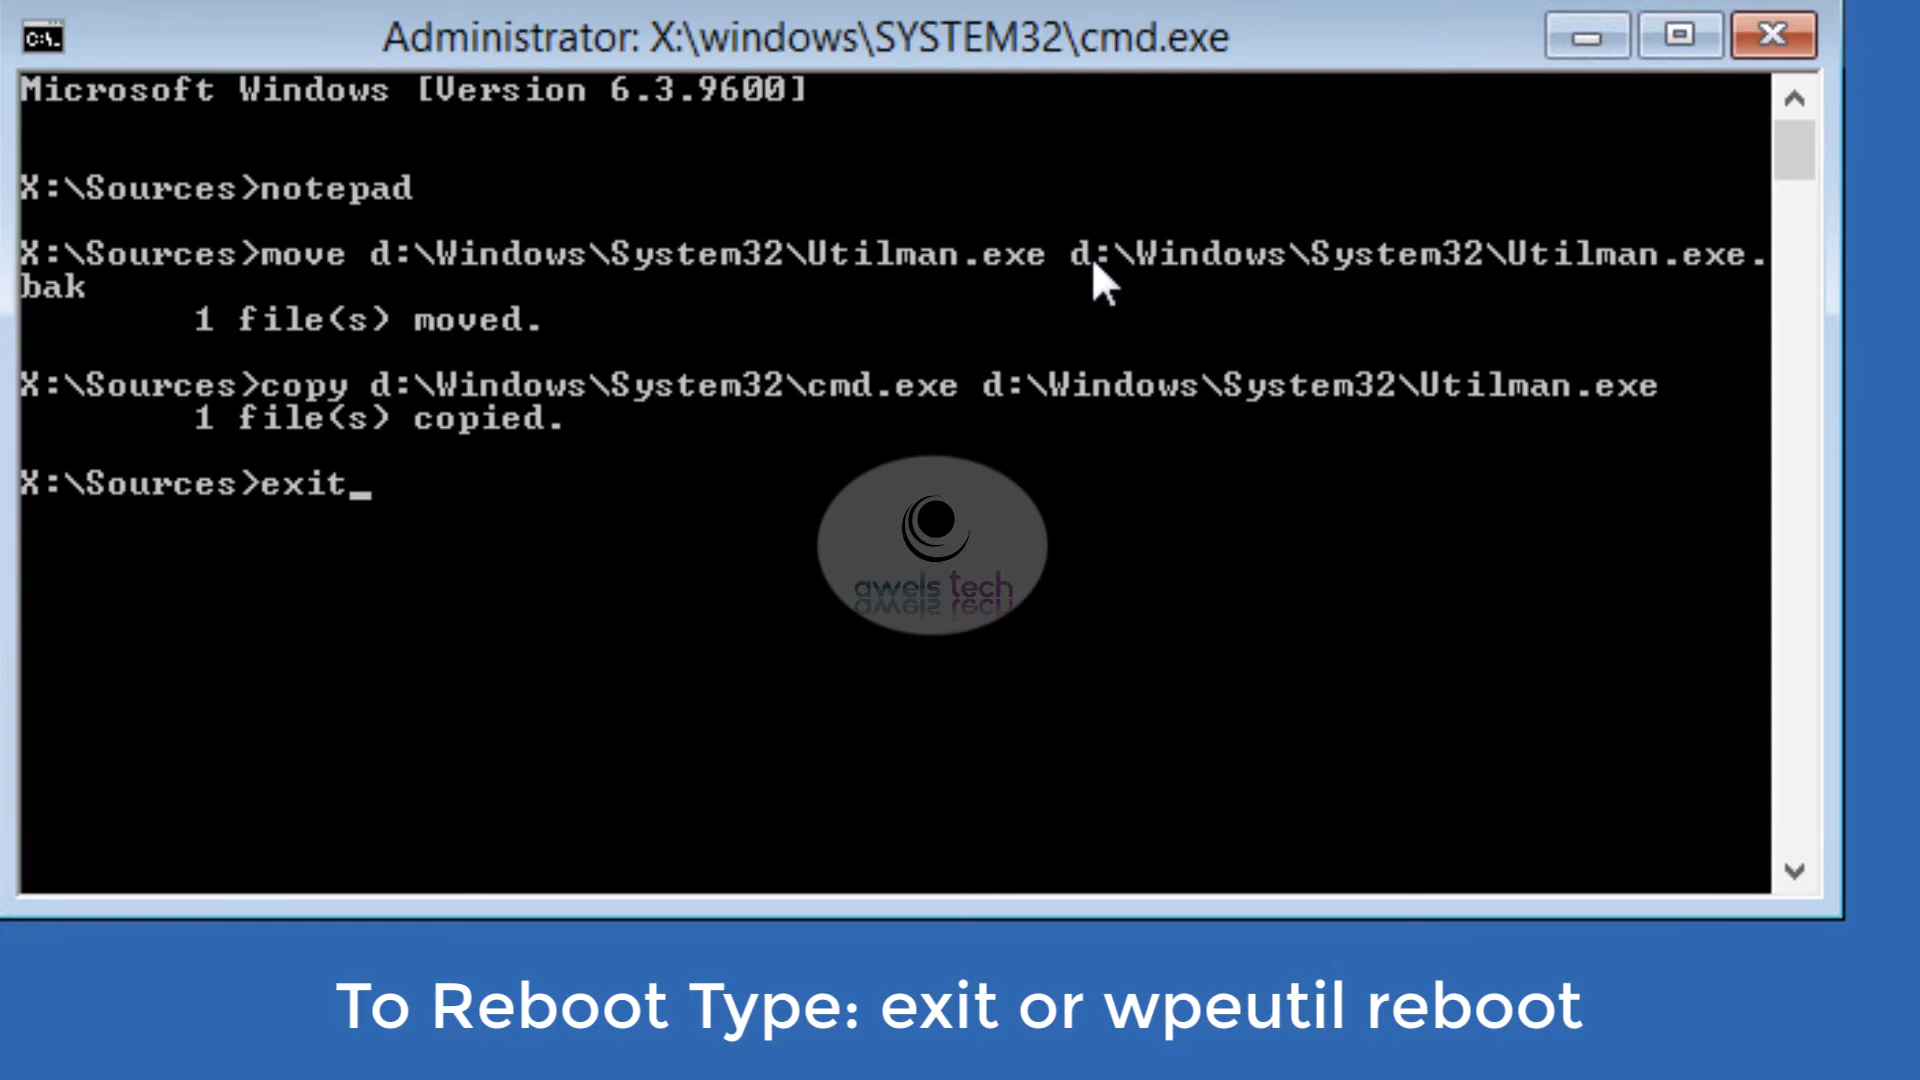 C:\.
Administrator: X:\windows\SYSTEM32\cmd.exe
Microsoft Windows [Version 6.3.9600]
X:\Sources>notepad
X:\Sources>move d:\Windows\System32\Utilman.exe d:\Windows\System32\Utilman.exe.
bak
1 file(s) moved.
X:\Sources>copy d:\Windows\System32\cmd.exe d:\Windows\System32\Utilman.exe
1 file(s) copied.
X:\Sources>exit_
awels tech
To Reboot Type: exit or wpeutil reboot